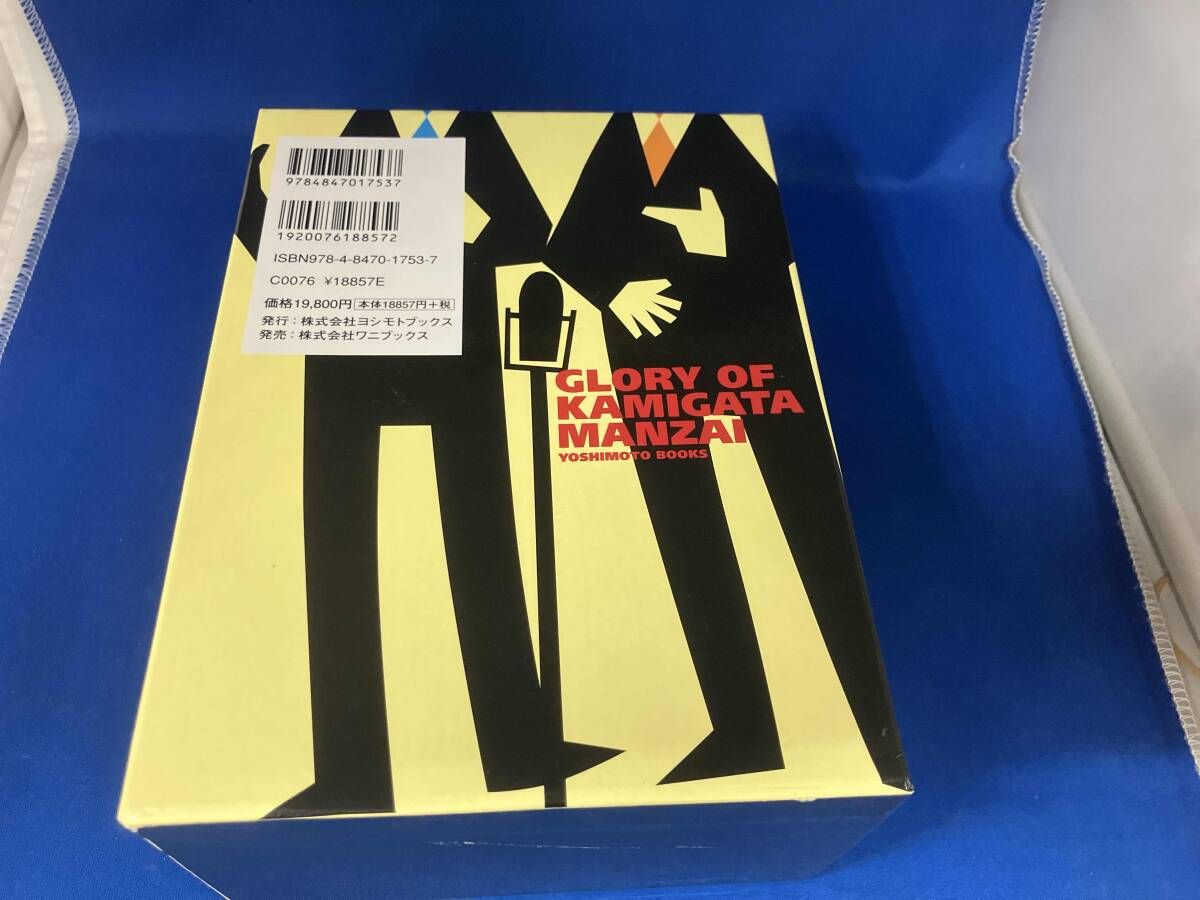 9784847017537
1920076188572
ISBN978-4-8470-1753-7
C0076 ¥18857E
価格19,800円 本体18857円+税
発行:株式会社ヨシモトブックス
発売:株式会社ワニブックス
GLORY OF
KAMIGATA
MANZAI
YOSHIMOTO BOOKS